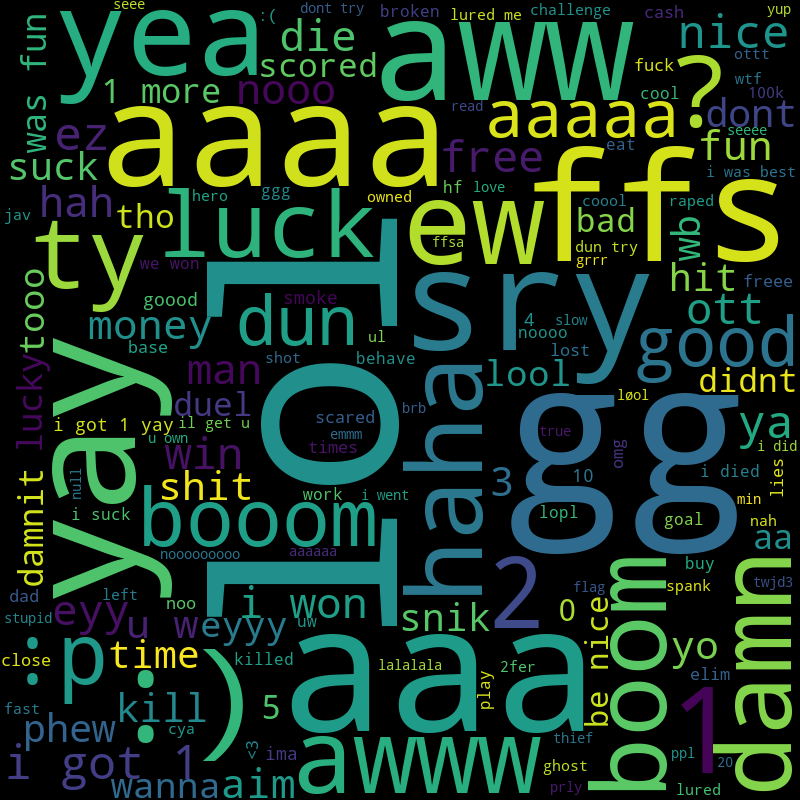 seee
yea
:(
dont try
broken
lured me
challenge
cash
yup
die
aww
nice
was fun
scored
fuck
?
ottt
1 more
nooo
cool
wtf
100k
aaaa
aaaaa
dont
ez
read
seeee
suck
free
eat
fun
i was best
hah
luck
hero
ggg
owned
hf
love
ffs
coool
raped
jav
tho
ew
bad
wb
ty
ffsa
dun try
grrr
we won
lol
sry
hit
freee
tooo
goood
smoke
dun
ott
money
base
ul
4
slow
noooo
good
shot
behave
lost
lucky
man
lool
didnt
yay
duel
haha
gg
løol
ya
i got 1 yay
il get u
scared
brb
u own
emmm
win
times
true
omg
i did
damnit
null
shit
3
10
i died
lies
work
i went
min
i suck
booom
lopl
goal
nah
nooooooooo
aaaaaa
aa
2
boom
damn
buy
dad
left
noo
i won
flag
spank
twjd3
eyy
u w
eyyy
uw
snik
0
be nice
stupid
:p
time
aaa
yo
close
killed
lalalala
2fer
elim
:)
play
fast
kill
5
1
phew
cya
<3
awww
thief
i got 1
ima
ghost
ppl
20
wanna
aim
prly
lured